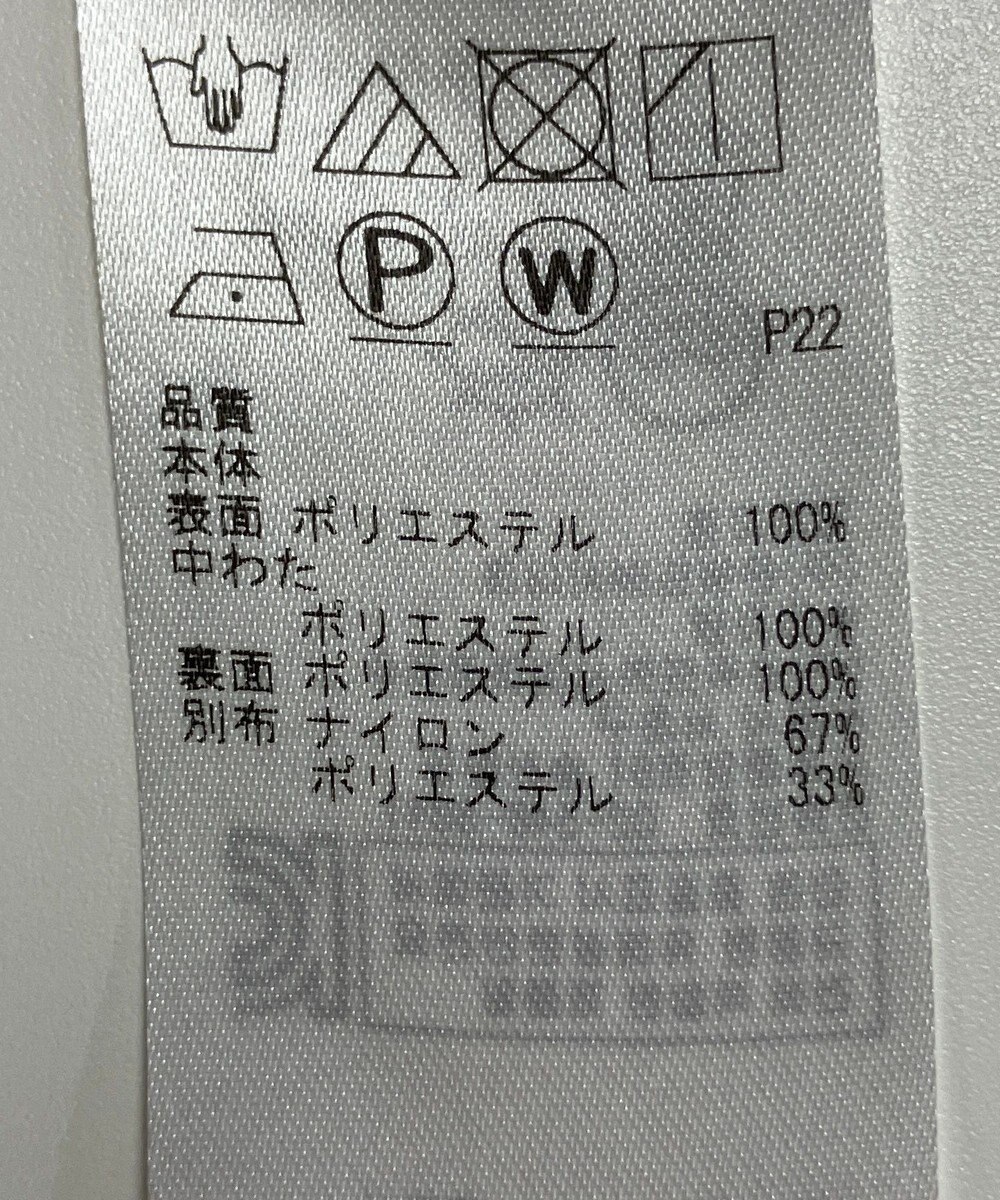 P W
P22
品質
本体
表面 ポリエステル 100%
中わた
ポリエステル 100%
裏面 ポリエステル 100%
別布 ナイロン 67%
ポリエステル 33%